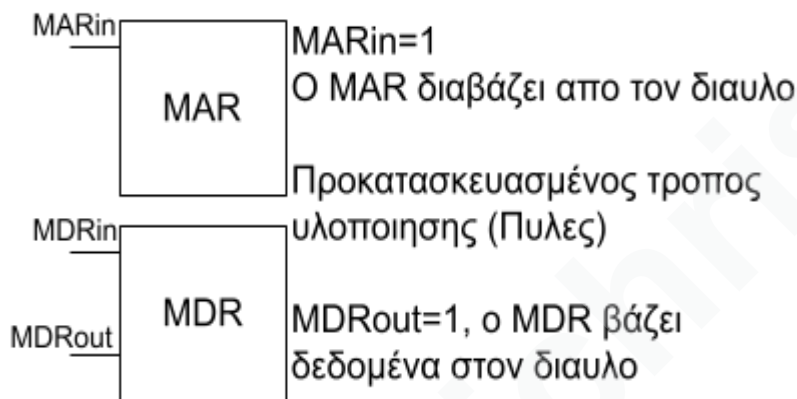 MARin
MAR
MARin=1
Ο MAR διαβάζει απο τον διαυλο
Προκατασκευασμένος τροπος
υλοποιησης (Πυλες)
MDRin
MDR
MDRout
MDRout=1, ο MDR βάζει
δεδομένα στον διαυλο